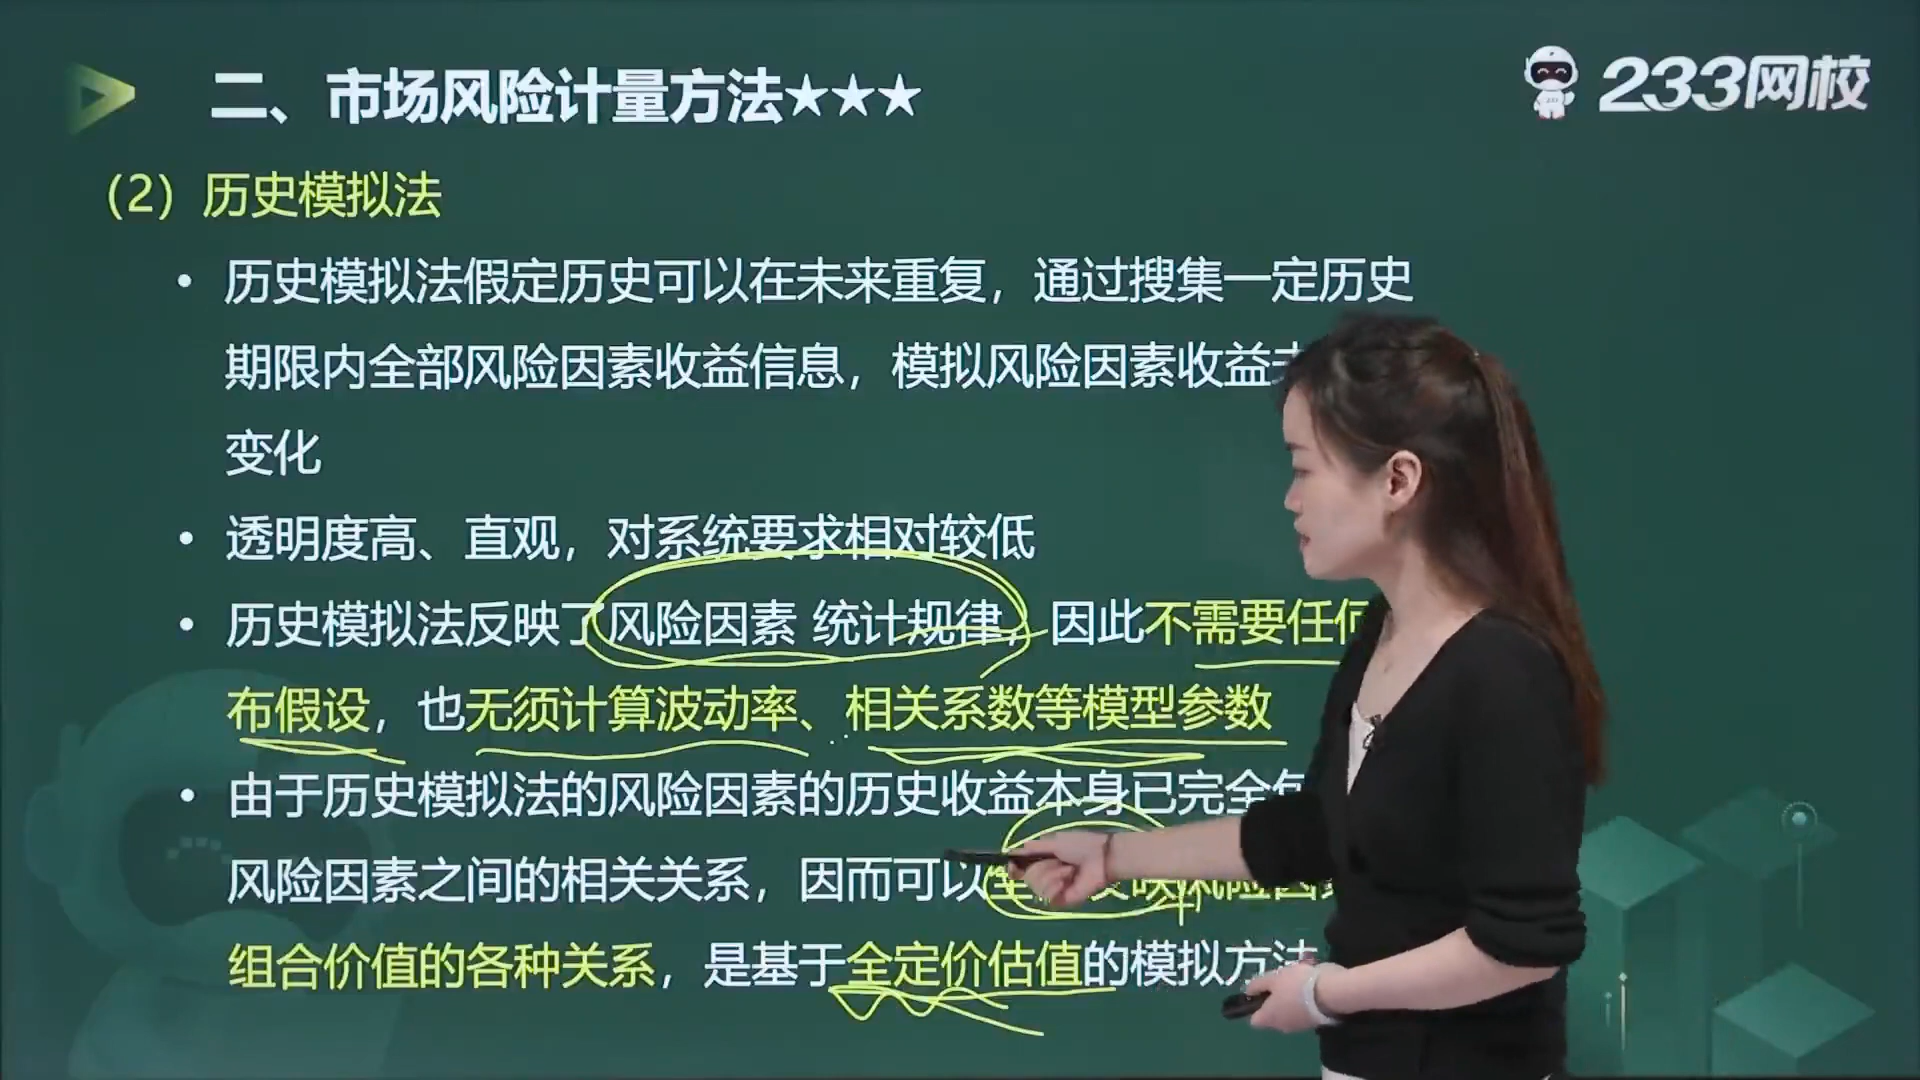 二、市场风险计量方法★★★
233网校
（2）历史模拟法
• 历史模拟法假定历史可以在未来重复，通过搜集一定历史
期限内全部风险因素收益信息，模拟风险因素收益
变化
• 透明度高、直观，对系统要求相对较低
• 历史模拟法反映了风险因素 统计规律，因此不需要任何
布假设，也无须计算波动率、相关系数等模型参数
• 由于历史模拟法的风险因素的历史收益本身已完全
风险因素之间的相关关系，因而可以
组合价值的各种关系，是基于全定价估值的模拟方法